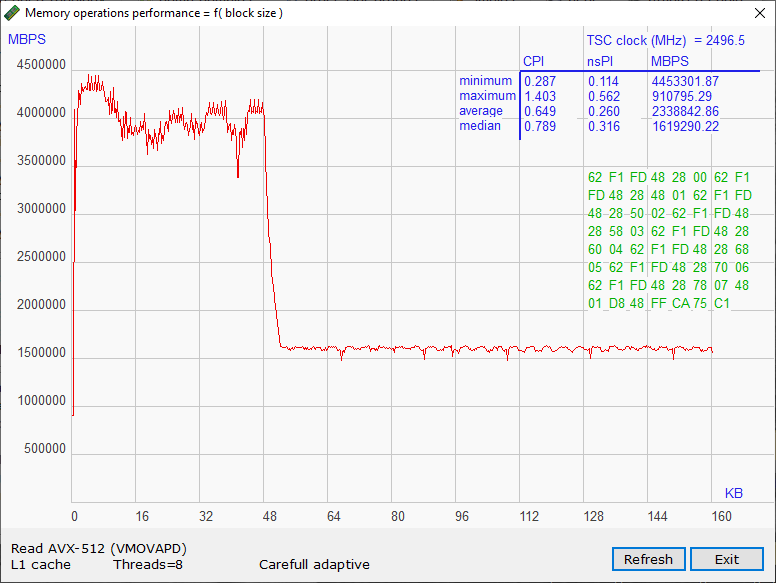 Memory operations performance = f( block size )
MBPS
TSC clock (MHz) = 2496.5
CPI nsPI MBPS
minimum 0.287 0.114 4453301.87
maximum 1.403 0.562 910795.29
average 0.649 0.260 2338842.86
median 0.789 0.316 1619290.22
4500000
4000000
3500000
3000000
2500000
2000000
1500000
1000000
500000
62 F1 FD 48 28 00 62 F1
FD 48 28 48 01 62 F1 FD
48 28 50 02 62 F1 FD 48
28 58 03 62 F1 FD 48 28
60 04 62 F1 FD 48 28 68
05 62 F1 FD 48 28 70 06
62 F1 FD 48 28 78 07 48
01 D8 48 FF CA 75 C1
KB
0 16 32 48 64 80 96 112 128 144 160
Read AVX-512 (VMOVAPD)
L1 cache Threads=8 Carefull adaptive
Refresh Exit